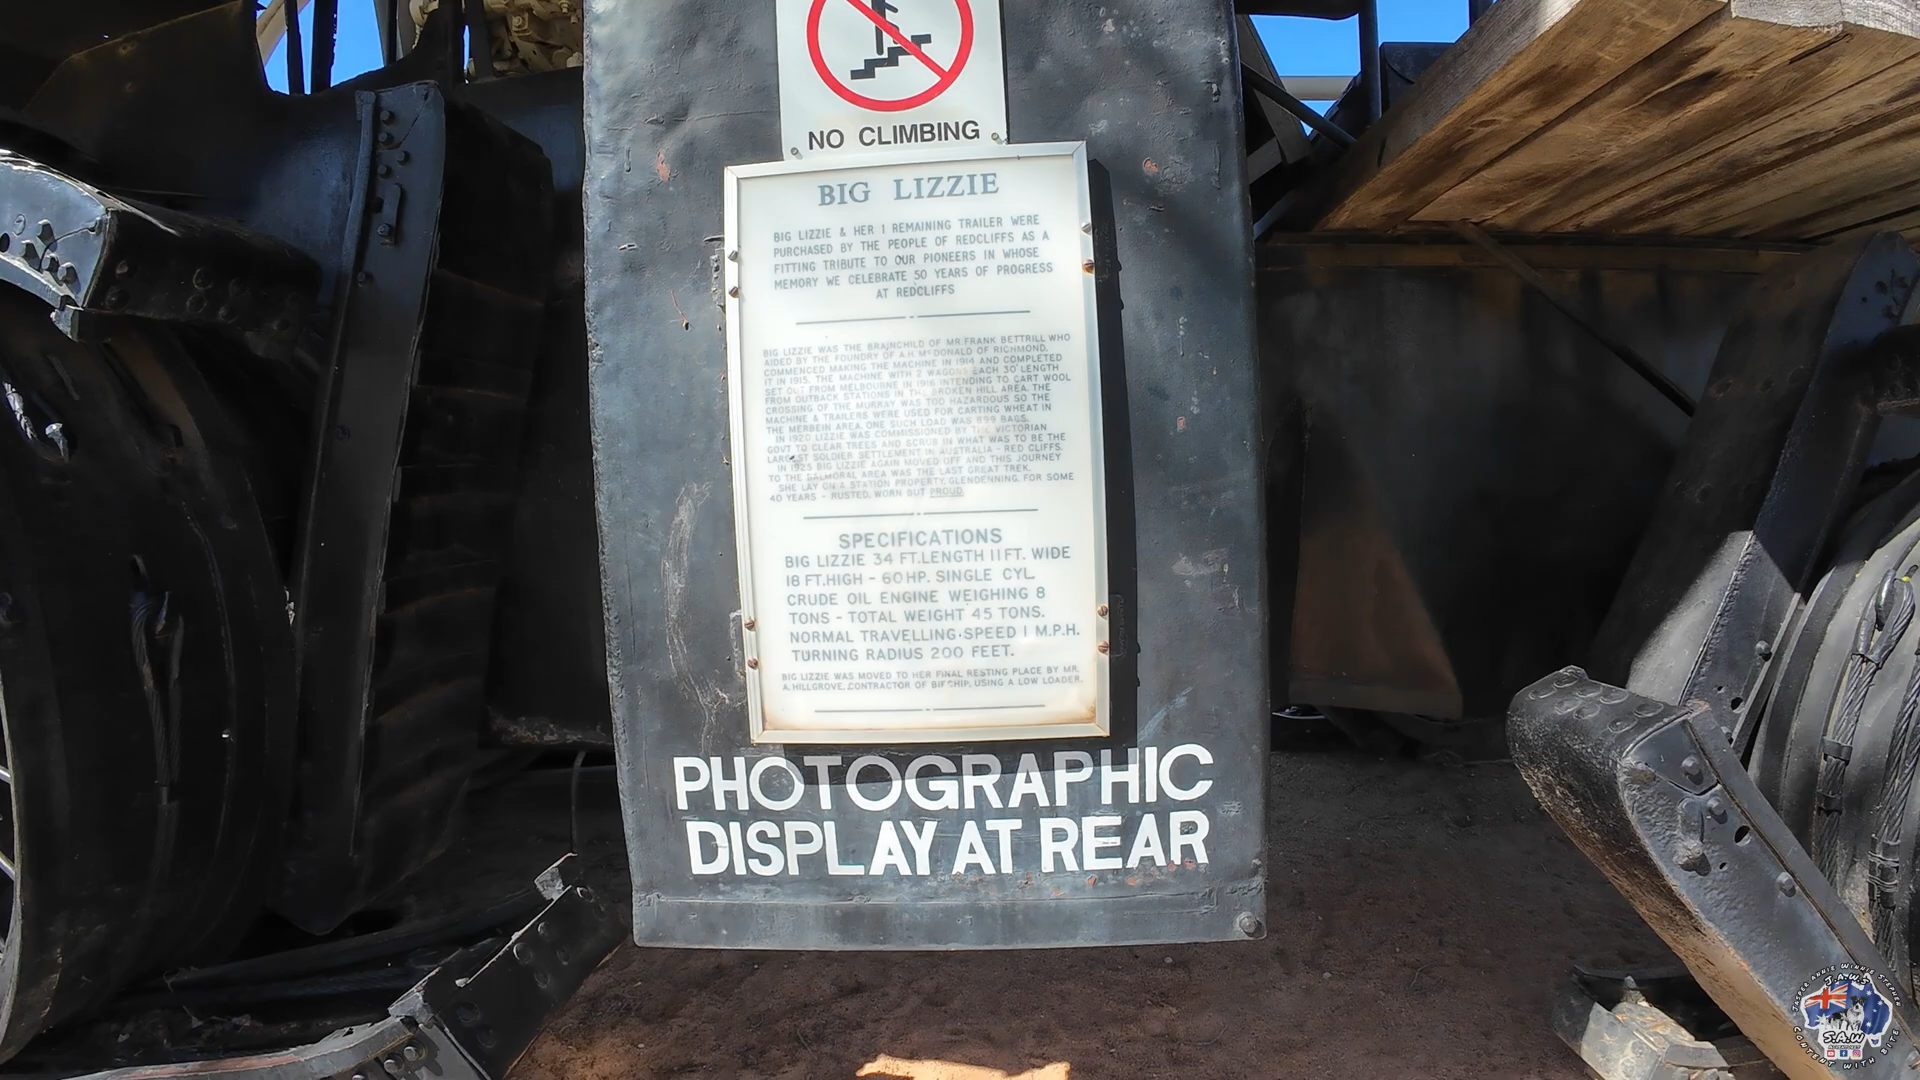 NO CLIMBING
BIG LIZZIE
BIG LIZZIE & HER 1 REMAINING TRAILER WERE
PURCHASED BY THE PEOPLE OF REDCLIFFS AS A
FITTING TRIBUTE TO OUR PIONEERS IN WHOSE
MEMORY WE CELEBRATE 50 YEARS OF PROGRESS
AT REDCLIFFS
BIG LIZZIE WAS THE BRAINCHILD OF MR. FRANK BETTRILL WHO
AIDED BY THE FOUNDRY OF A.H. McDONALD OF RICHMOND,
COMMENCED MAKING THE MACHINE IN 1914 AND COMPLETED
IT IN 1915. THE MACHINE WITH 2 WAGONS EACH 30' LENGTH
SET OUT FROM MELBOURNE IN 1916 INTENDING TO CART WOOL
FROM OUTBACK STATIONS IN THE BROKEN HILL AREA. THE
CROSSING OF THE MURRAY WAS TOO HAZARDOUS SO THE
MACHINE & TRAILERS WERE USED FOR CARTING WHEAT IN
THE MERBEIN AREA. ONE SUCH LOAD WAS 899 BAGS.
IN 1920 LIZZIE WAS COMMISSIONED BY THE VICTORIAN
GOVT TO CLEAR TREES AND SCRUB IN WHAT WAS TO BE THE
LARGEST SOLDIER SETTLEMENT IN AUSTRALIA - RED CLIFFS.
IN 1925 BIG LIZZIE AGAIN MOVED OFF AND THIS JOURNEY
TO THE BALMORAL AREA WAS THE LAST GREAT TREK.
SHE LAY ON A STATION PROPERTY, GLENDENNING, FOR SOME
40 YEARS - RUSTED, WORN BUT PROUD.
SPECIFICATIONS
BIG LIZZIE 34 FT. LENGTH 11 FT. WIDE
18 FT. HIGH - 60 HP. SINGLE CYL.
CRUDE OIL ENGINE WEIGHING 8
TONS - TOTAL WEIGHT 45 TONS.
NORMAL TRAVELLING SPEED 1 M.P.H.
TURNING RADIUS 200 FEET.
BIG LIZZIE WAS MOVED TO HER FINAL RESTING PLACE BY MR.
A. HILLGROVE, CONTRACTOR OF BIRCHIP, USING A LOW LOADER.
PHOTOGRAPHIC
DISPLAY AT REAR
JASPER ANNIE WINNIE STEPHEN
J.A.W.S
S.A.W
CONTENT WITH BITE